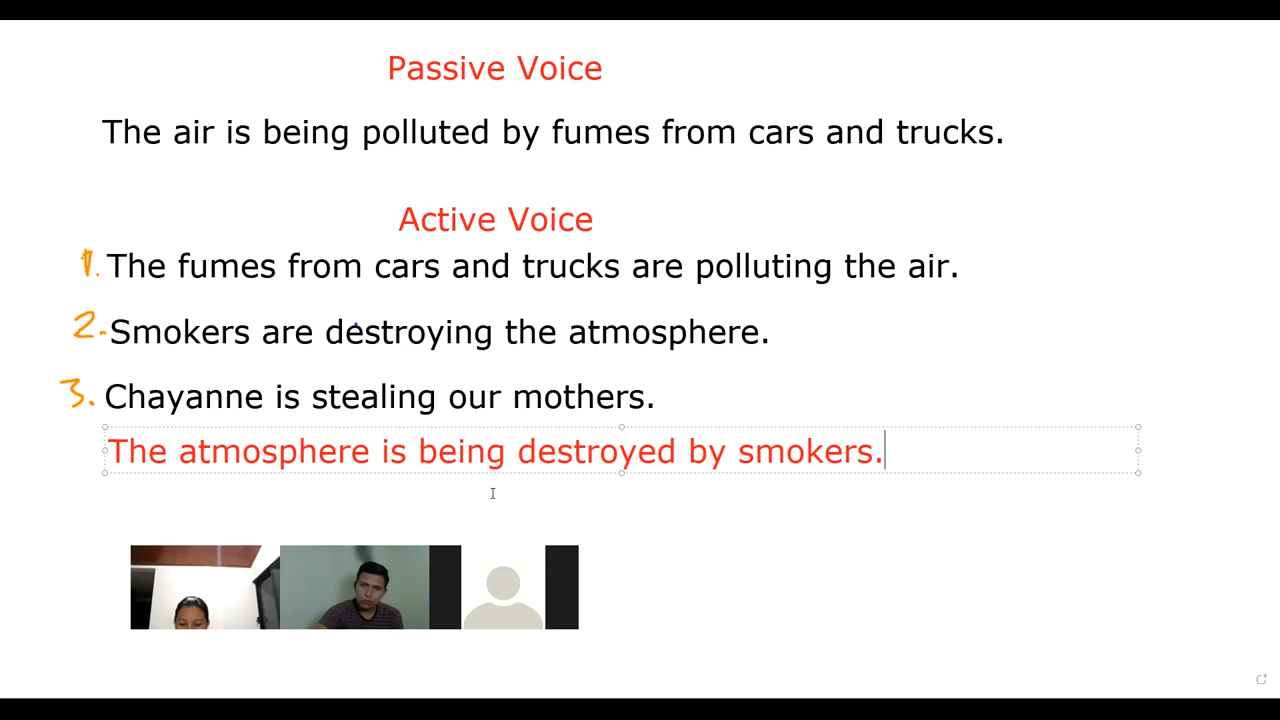 Passive Voice
The air is being polluted by fumes from cars and trucks.
Active Voice
1. The fumes from cars and trucks are polluting the air.
2. Smokers are destroying the atmosphere.
3. Chayanne is stealing our mothers.
The atmosphere is being destroyed by smokers.